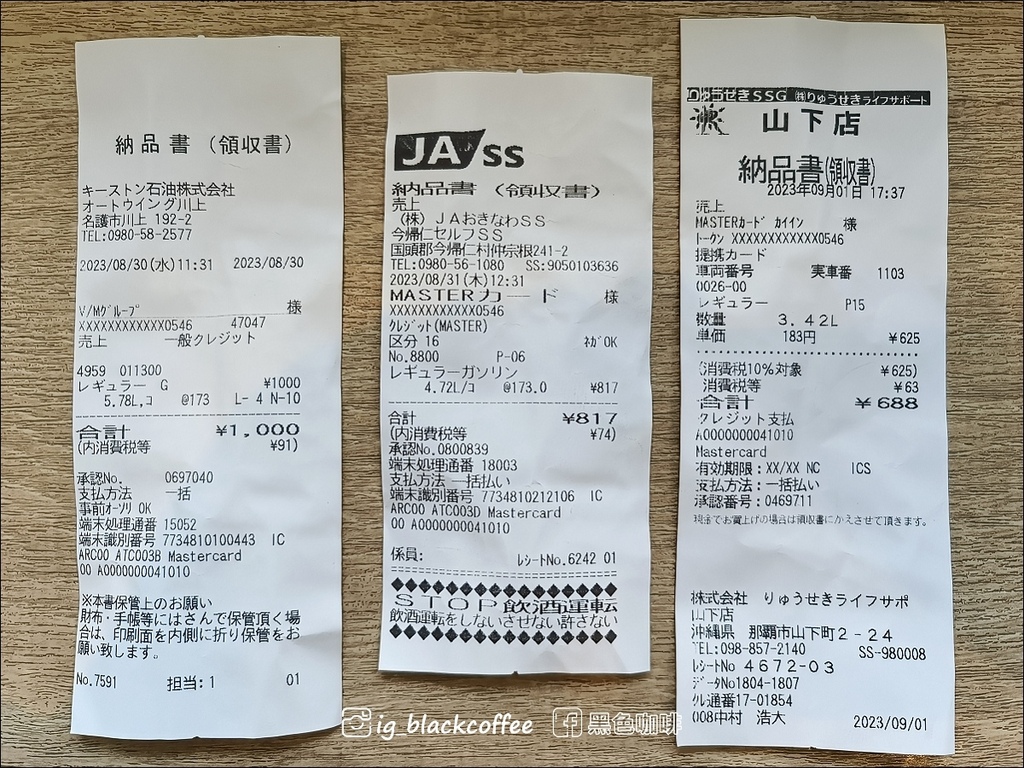 納品書 (領収書)
キーストン石油株式会社
オートウイング川上
名護市川上 192-2
TEL:0980-58-2577
2023/08/30(水)11:31 2023/08/30
V/Mグループ 様
XXXXXXXXXXXX0546 47047
売上 一般クレジット
4959 011300
レギュラー G ¥1000
5.78L,コ @173 L- 4 N-10
合計 ¥1,000
(内消費税等 ¥91)
承認No. 0697040
支払方法 一括
事前オーソリ OK
端末処理通番 15052
端末識別番号 7734810100443 IC
ARC00 ATC003B Mastercard
00 A0000000041010
※本書保管上のお願い
財布・手帳等にはさんで保管頂く場
合は、印刷面を内側に折り保管をお
願い致します。
No.7591 担当:1 01
JA SS
納品書 (領収書)
売上
(株) JAおきなわSS
今帰仁セルフSS
国頭郡今帰仁村仲宗根241-2
TEL:0980-56-1080 SS:9050103636
2023/08/31(木)12:31
MASTERカード 様
XXXXXXXXXXXX0546
クレジット(MASTER)
区分 16 ネガOK
No.8800 P-06
レギュラーガソリン
4.72L/コ @173.0 ¥817
合計 ¥817
(内消費税等 ¥74)
承認No.0800839
端末処理通番 18003
支払方法 一括払い
端末識別番号 7734810212106 IC
ARC00 ATC003D Mastercard
00 A0000000041010
係員: レシートNo.6242 01
STOP飲酒運転
飲酒運転をしないさせない許さない
りゅうせきSSG ㈱りゅうせきライフサポート
山下店
納品書(領収書)
2023年09月01日 17:37
売上
MASTERカード カイイン 様
トークン XXXXXXXXXXXX0546
提携カード
車両番号 実車番 1103
0026-00
レギュラー P15
数量 3.42L
単価 183円 ¥625
(消費税10%対象 ¥625)
消費税等 ¥63
合計 ¥688
クレジット支払
A0000000041010
Mastercard
有効期限:XX/XX NC ICS
支払方法:一括払い
承認番号:0469711
現金でお買上げの場合は領収書にかえさせて頂きます。
株式会社 りゅうせきライフサポ
山下店
沖縄県 那覇市山下町2-24
TEL:098-857-2140 SS-980008
レシートNo 4672-03
データNo1804-1807
クレ通番17-01854
008中村 浩大 2023/09/01
ig_blackcoffee 黑色咖啡